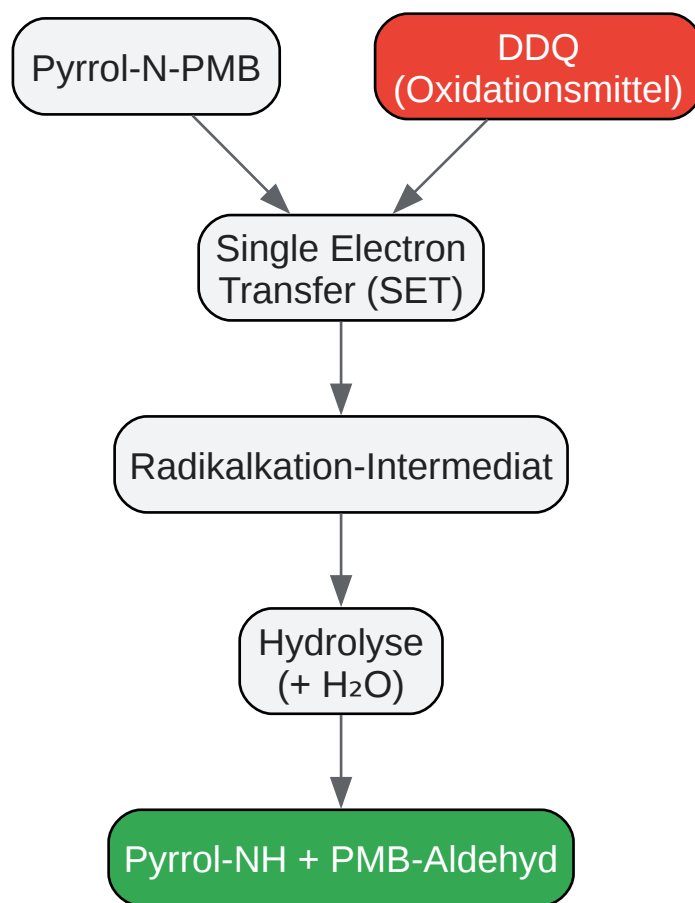 Pyrrol-N-PMB
DDQ
(Oxidationsmittel)
Single Electron
Transfer (SET)
Radikalkation-Intermediat
Hydrolyse
(+ H₂O)
Pyrrol-NH + PMB-Aldehyd